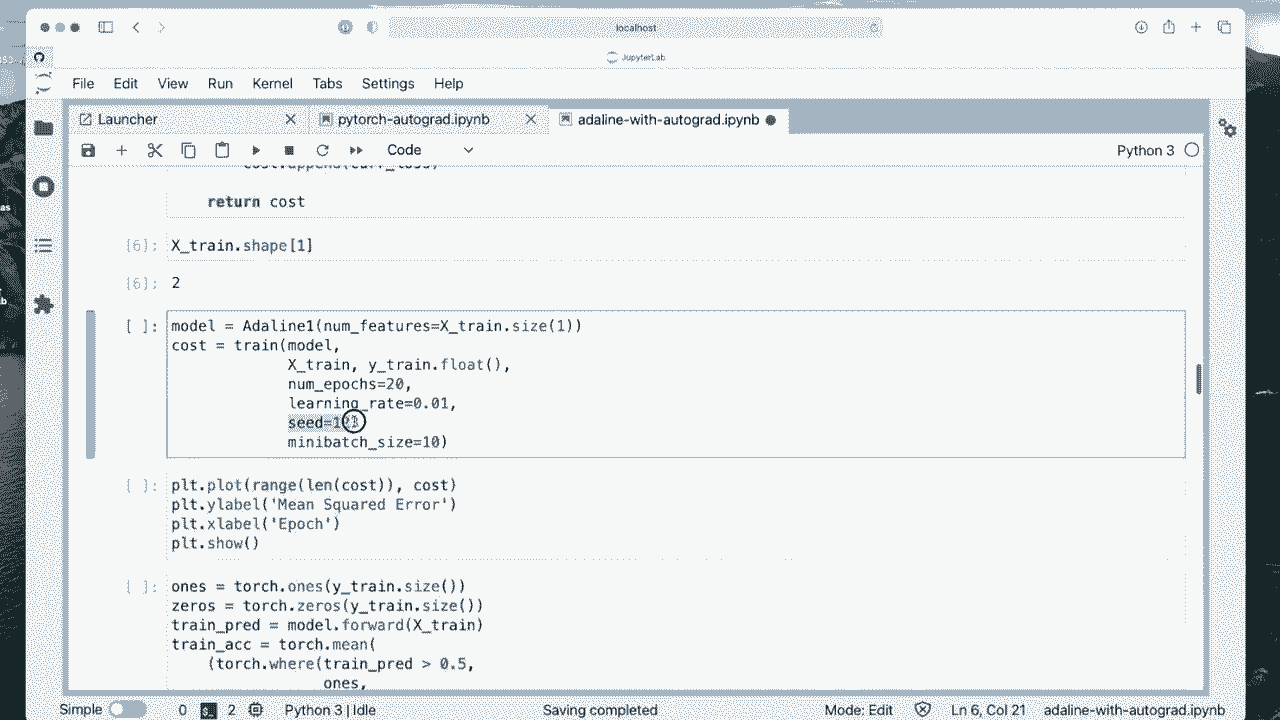 localhost
JupyterLab
File Edit View Run Kernel Tabs Settings Help
Launcher pytorch-autograd.ipynb adaline-with-autograd.ipynb
Code Python 3
return cost
[6]: X_train.shape[1]
[6]: 2
[ ]: model = Adaline1(num_features=X_train.size(1))
cost = train(model,
X_train, y_train.float(),
num_epochs=20,
learning_rate=0.01,
minibatch_size=10)
[ ]: plt.plot(range(len(cost)), cost)
plt.ylabel('Mean Squared Error')
plt.xlabel('Epoch')
plt.show()
[ ]: ones = torch.ones(y_train.size())
zeros = torch.zeros(y_train.size())
train_pred = model.forward(X_train)
train_acc = torch.mean(
(torch.where(train_pred > 0.5,
ones,
Simple 0 2 Python 3 | Idle Saving completed Mode: Edit Ln 6, Col 21 adaline-with-autograd.ipynb